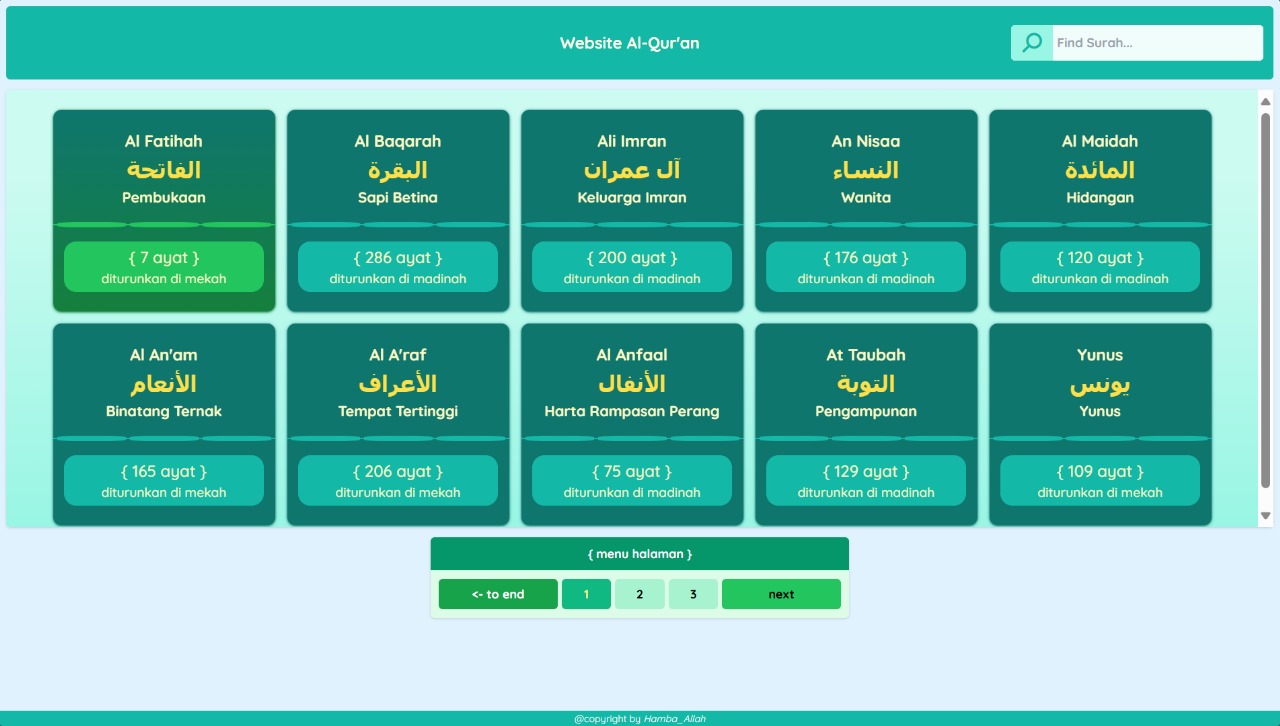 Website Al-Qur'an
Find Surah...
Al Fatihah
الفاتحة
Pembukaan
{ 7 ayat }
diturunkan di mekah
Al Baqarah
البقرة
Sapi Betina
{ 286 ayat }
diturunkan di madinah
Ali Imran
آل عمران
Keluarga Imran
{ 200 ayat }
diturunkan di madinah
An Nisaa
النساء
Wanita
{ 176 ayat }
diturunkan di madinah
Al Maidah
المائدة
Hidangan
{ 120 ayat }
diturunkan di madinah
Al An'am
الأنعام
Binatang Ternak
{ 165 ayat }
diturunkan di mekah
Al A'raf
الأعراف
Tempat Tertinggi
{ 206 ayat }
diturunkan di mekah
Al Anfaal
الأنفال
Harta Rampasan Perang
{ 75 ayat }
diturunkan di madinah
At Taubah
التوبة
Pengampunan
{ 129 ayat }
diturunkan di madinah
Yunus
يونس
Yunus
{ 109 ayat }
diturunkan di mekah
{ menu halaman }
<- to end 1 2 3 next
@copyright by Hamba_Allah